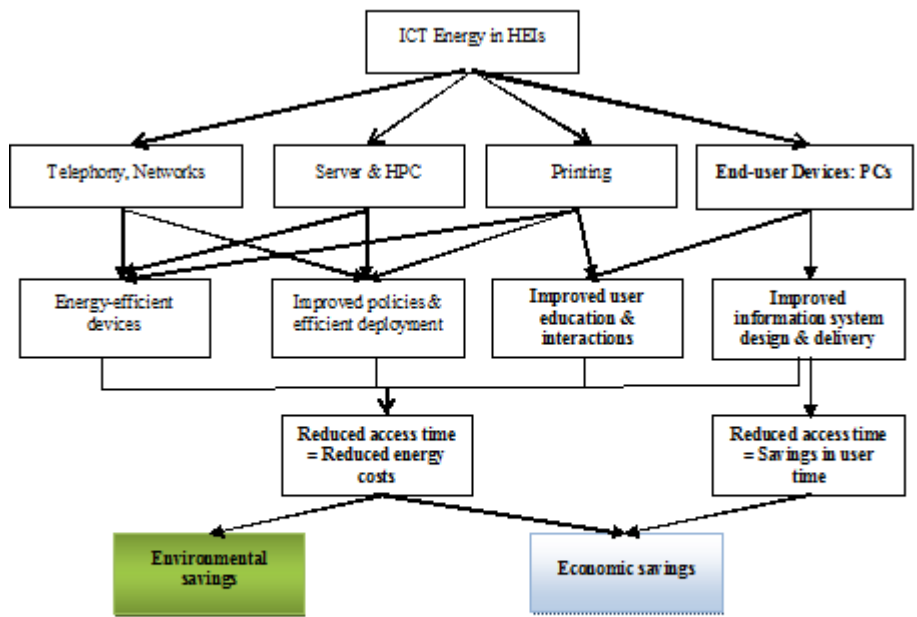 ICT Energy in HEIs
Telephony, Networks
Server & HPC
Printing
End-user Devices: PCs
Energy-efficient
devices
Improved policies &
efficient deployment
Improved user
education &
interactions
Improved
information system
design & delivery
Reduced access time
= Reduced energy
costs
Reduced access time
= Savings in user
time
Environmental
savings
Economic savings